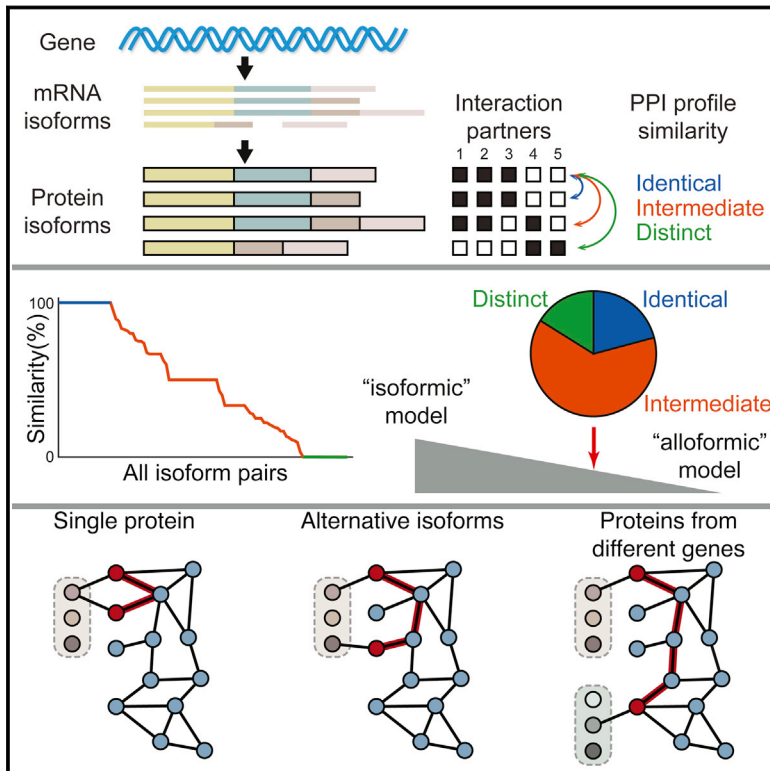 Gene
mRNA
isoforms
Protein
isoforms
Interaction
partners
1 2 3 4 5
PPI profile
similarity
Identical
Intermediate
Distinct
100
0
Similarity(%)
All isoform pairs
Distinct
Identical
Intermediate
“isoformic”
model
“alloformic”
model
Single protein
Alternative isoforms
Proteins from
different genes